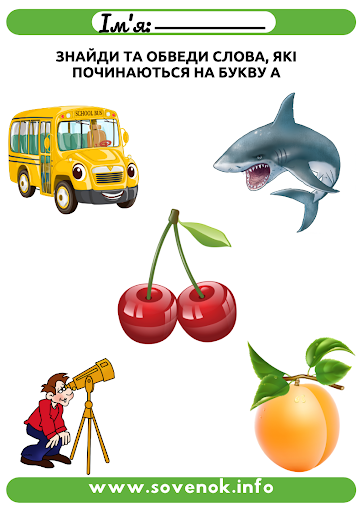 Ім'я:
ЗНАЙДИ ТА ОБВЕДИ СЛОВА, ЯКІ
ПОЧИНАЮТЬСЯ НА БУКВУ А
SCHOOL BUS
www.sovenok.info